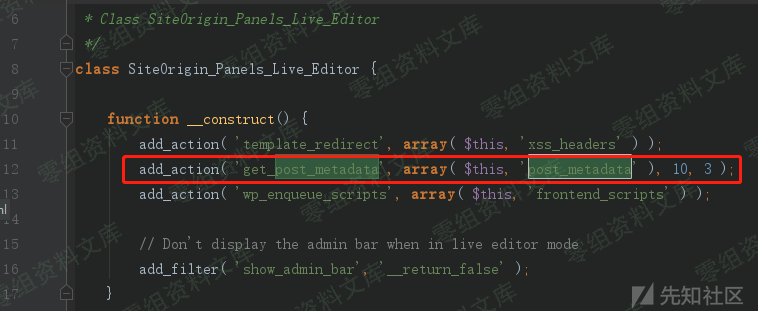 6 * Class SiteOrigin_Panels_Live_Editor
7 */
8 class SiteOrigin_Panels_Live_Editor {
9
10 function __construct() {
11 add_action( 'template_redirect', array( $this, 'xss_headers' ) );
12 add_action( 'get_post_metadata', array( $this, 'post_metadata' ), 10, 3 );
13 add_action( 'wp_enqueue_scripts', array( $this, 'frontend_scripts' ) );
14
15 // Don't display the admin bar when in live editor mode
16 add_filter( 'show_admin_bar', '__return_false' );
17 }
nl
零组资料文库
先知社区